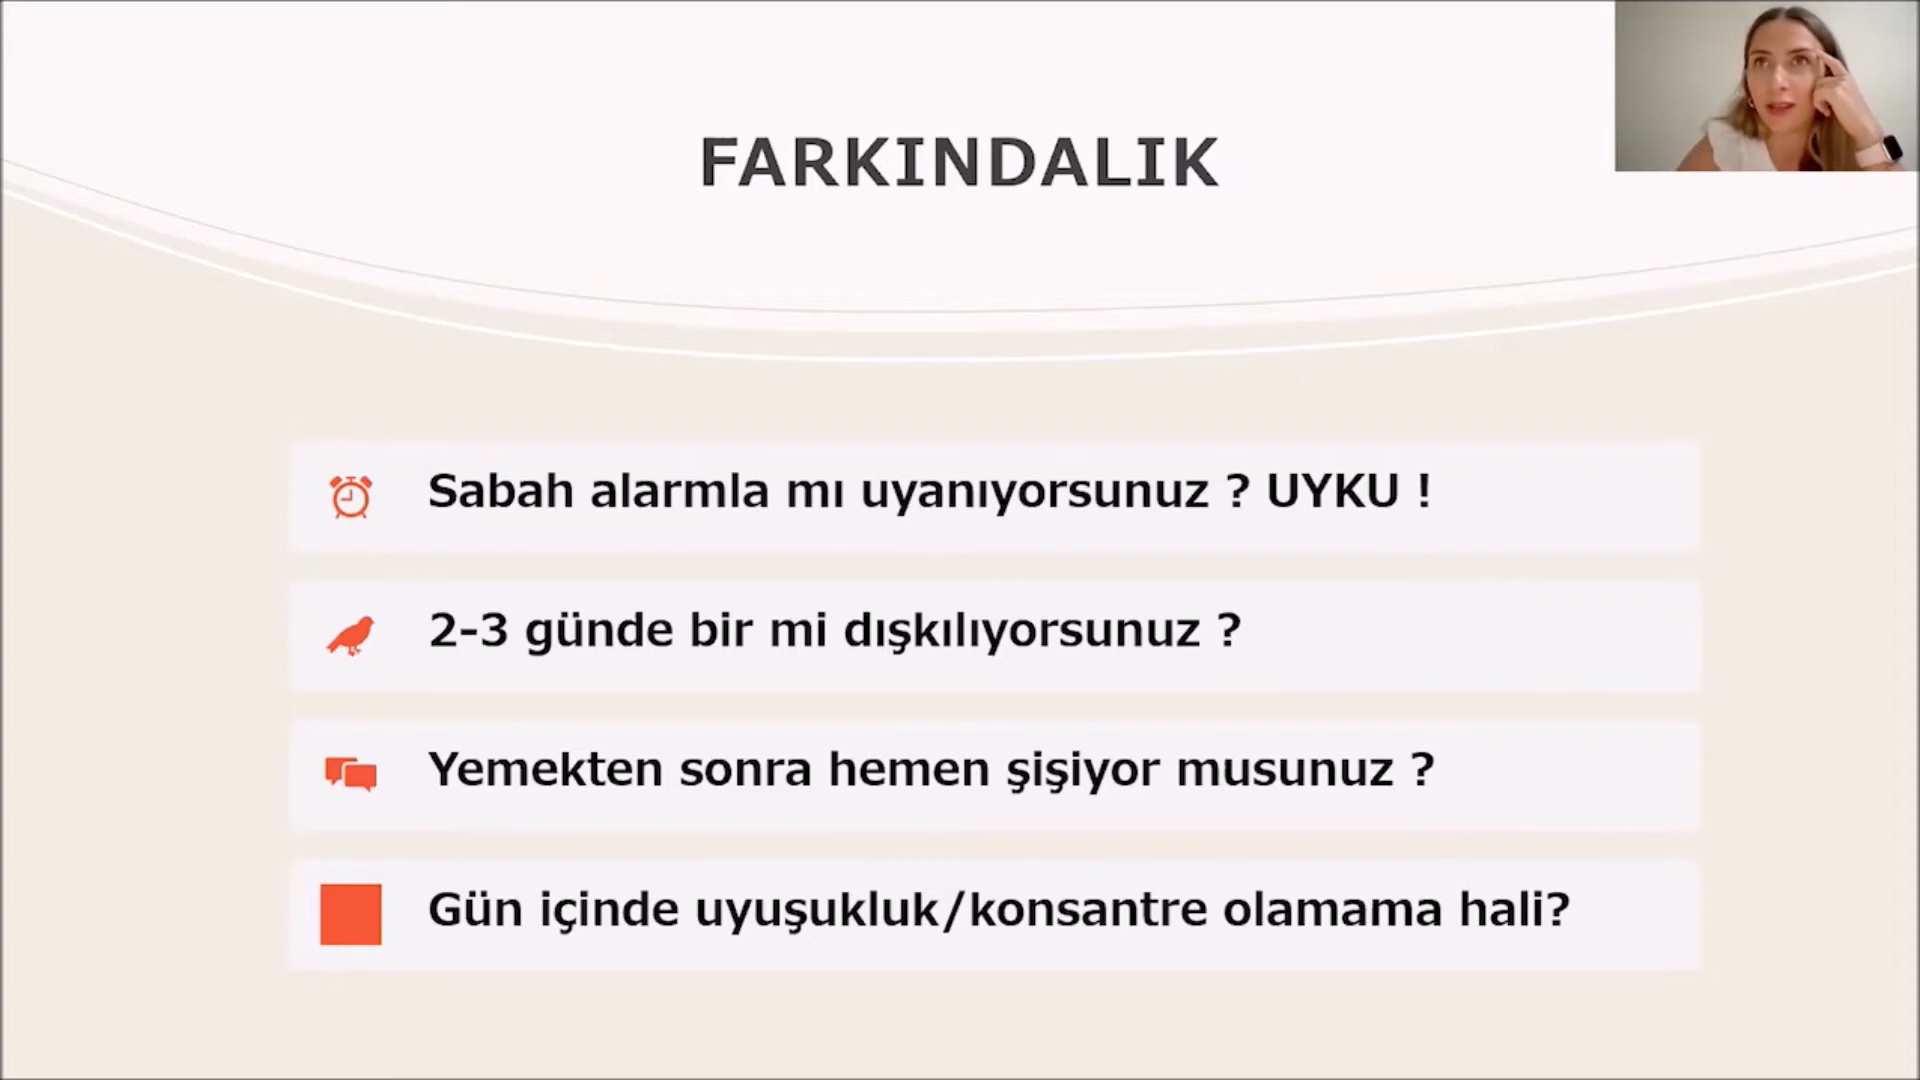 FARKINDALIK
Sabah alarmla mı uyanıyorsunuz ? UYKU !
2-3 günde bir mi dışkılıyorsunuz ?
Yemekten sonra hemen şişiyor musunuz ?
Gün içinde uyuşukluk/konsantre olamama hali?